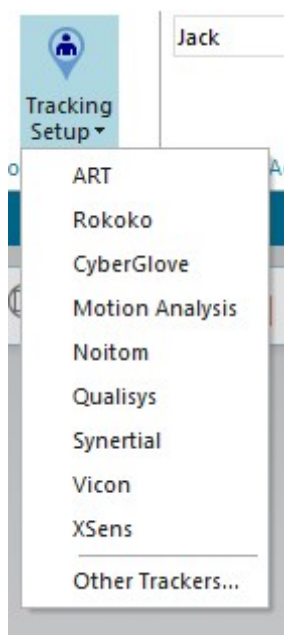 Jack
Tracking
Setup
ART
Rokoko
CyberGlove
Motion Analysis
Noitom
Qualisys
Synertial
Vicon
XSens
Other Trackers...